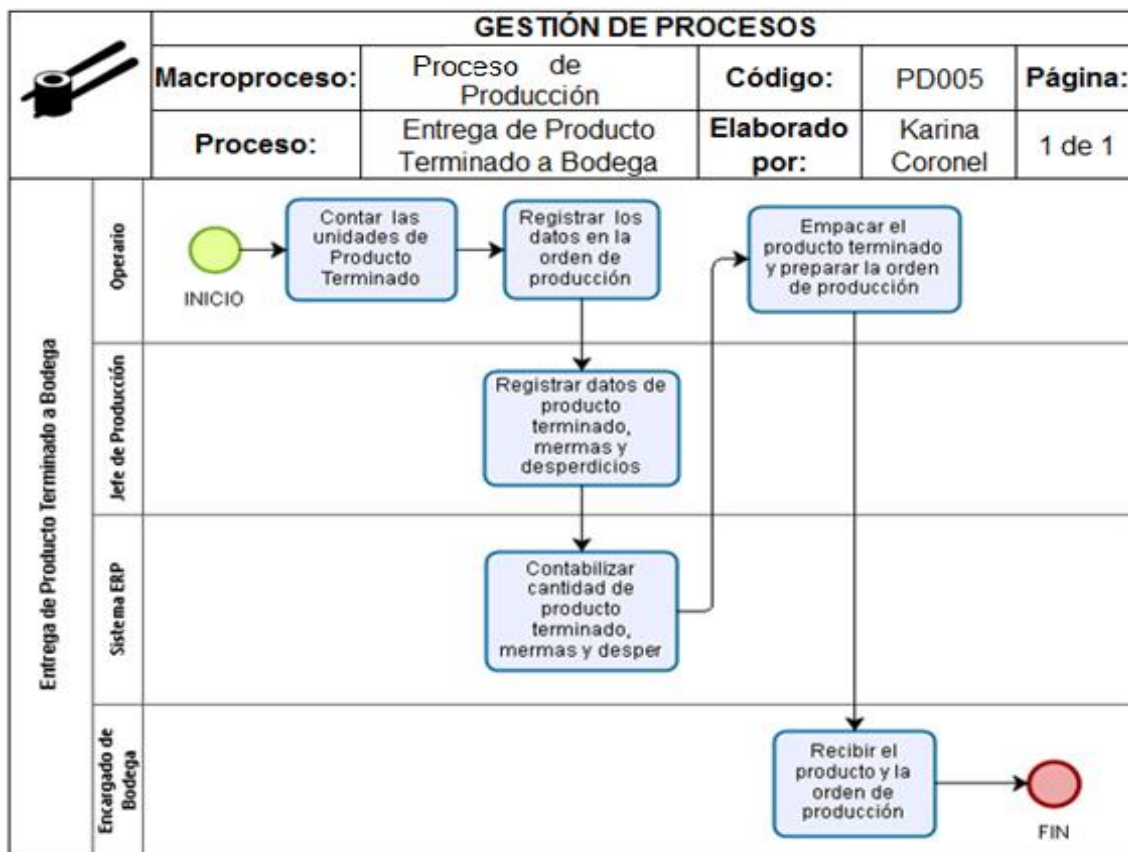 GESTIÓN DE PROCESOS
Macroproceso:
Proceso de
Producción
Código:
PD005
Página:
Proceso:
Entrega de Producto
Terminado a Bodega
Elaborado
por:
Karina
Coronel
1 de 1
Entrega de Producto Terminado a Bodega
Operario
INICIO
Contar las
unidades de
Producto
Terminado
Registrar los
datos en la
orden de
producción
Empacar el
producto terminado
y preparar la orden
de producción
Jefe de Producción
Registrar datos de
producto
terminado,
mermas y
desperdicios
Sistema ERP
Contabilizar
cantidad de
producto
terminado,
mermas y desper
Encargado de
Bodega
Recibir el
producto y la
orden de
producción
FIN